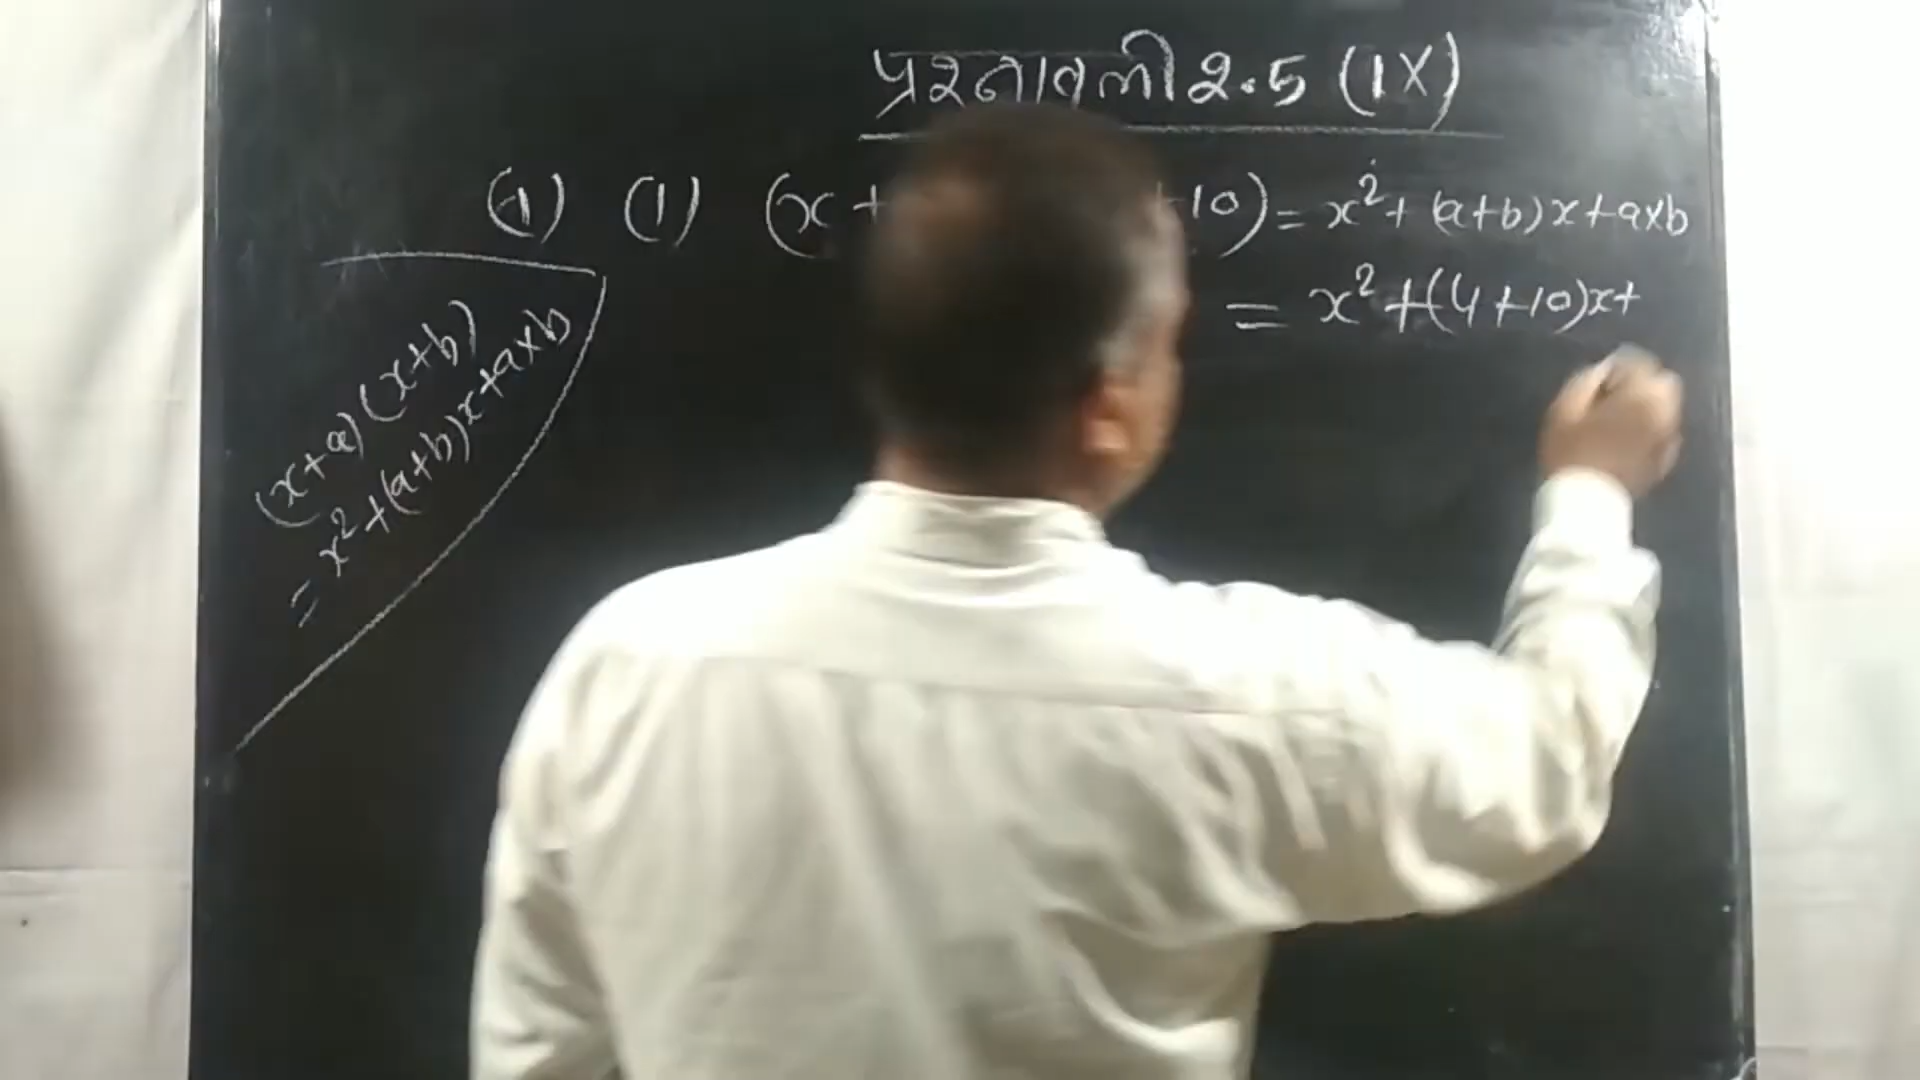 प्रश्नावली 2.5 (IX)
(1) (1) (x + +10) = x² + (a+b)x + a×b
= x² + (4+10)x +
(x+a) (x+b)
= x² + (a+b)x + a×b